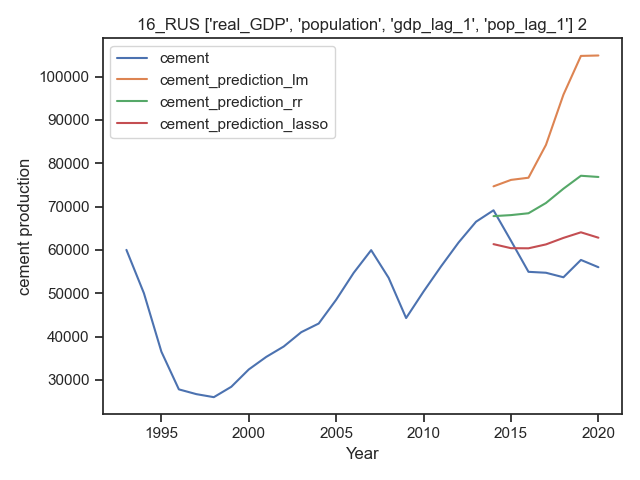 16_RUS ['real_GDP', 'population', 'gdp_lag_1', 'pop_lag_1'] 2
cement
cement_prediction_lm
cement_prediction_rr
cement_prediction_lasso
cement production
100000
90000
80000
70000
60000
50000
40000
30000
1995
2000
2005
2010
2015
2020
Year